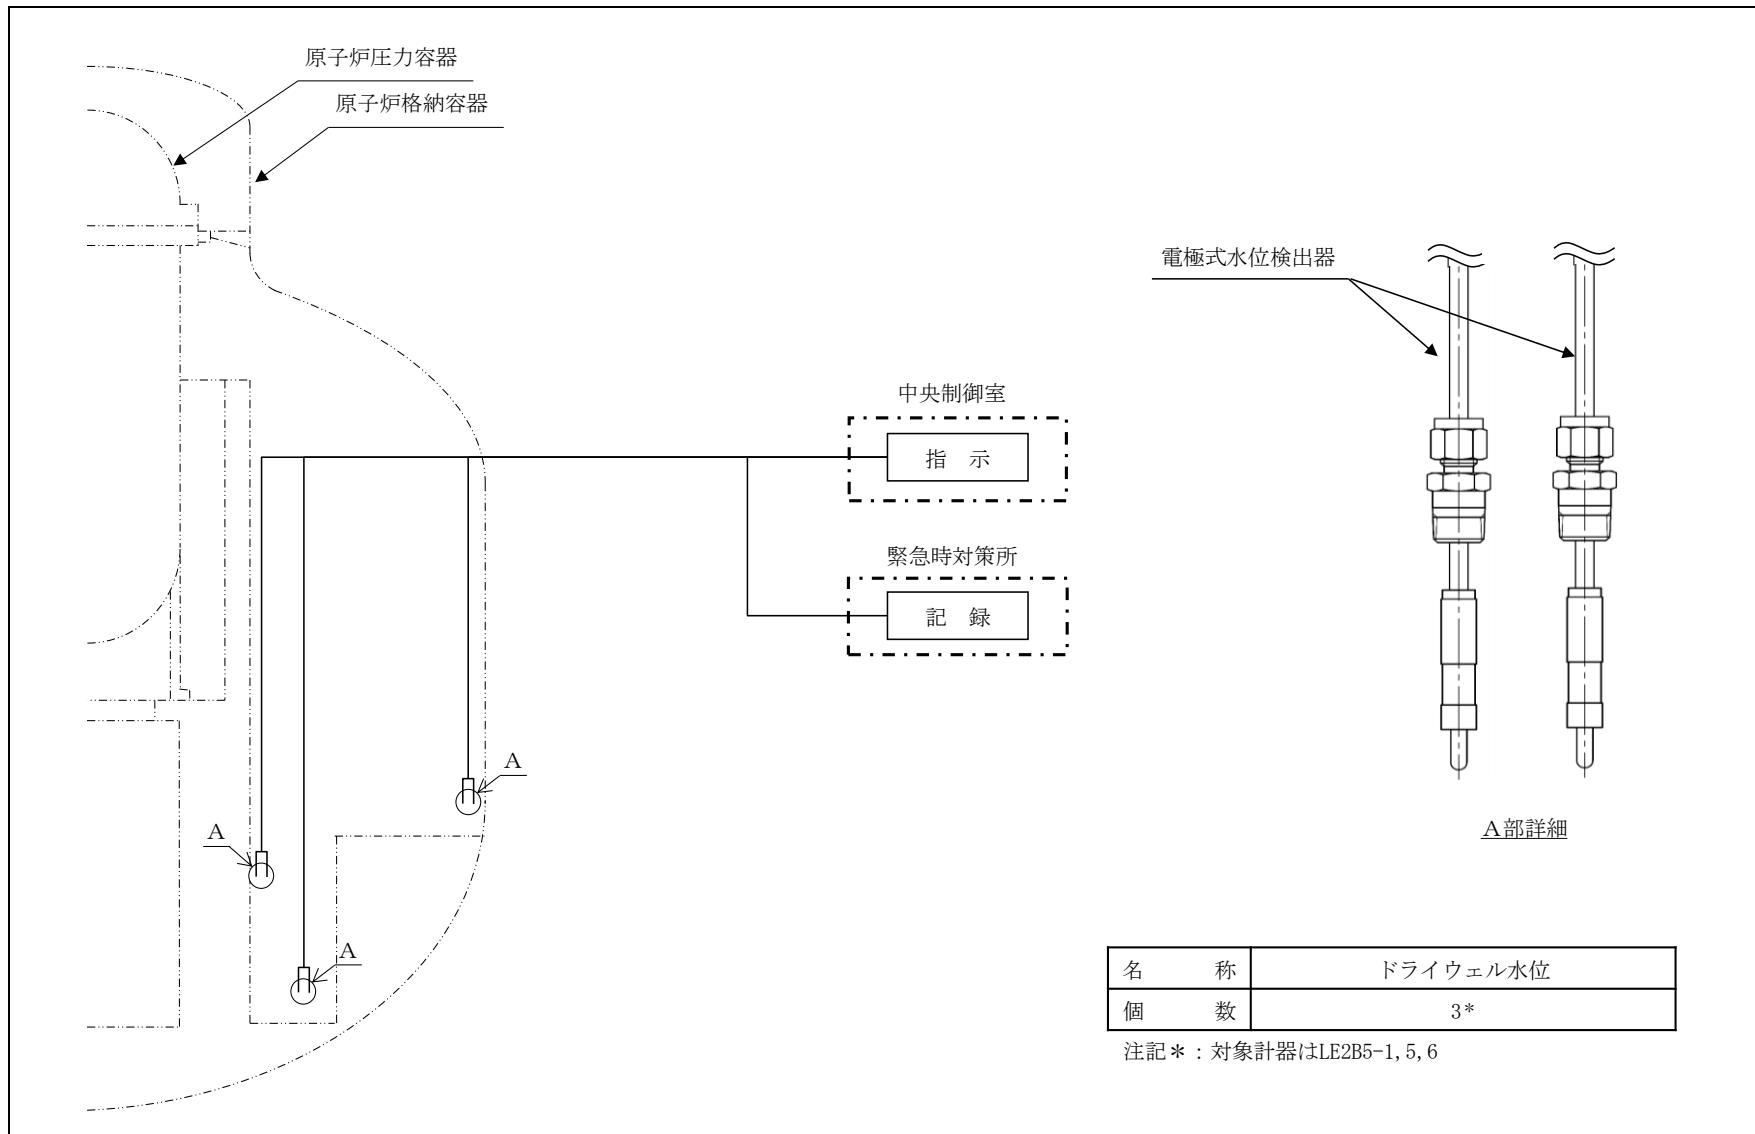 原子炉圧力容器
原子炉格納容器
電極式水位検出器
中央制御室
指 示
緊急時対策所
記 録
A
A
A
A部詳細
名 称 ドライウェル水位
個 数 3*
注記*:対象計器はLE2B5-1,5,6